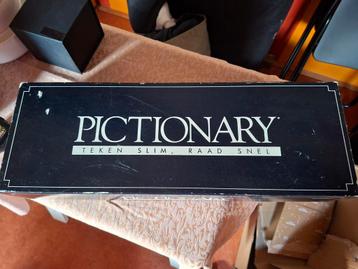 PICTIONARY
TEKEN SLIM, RAAD SNEL